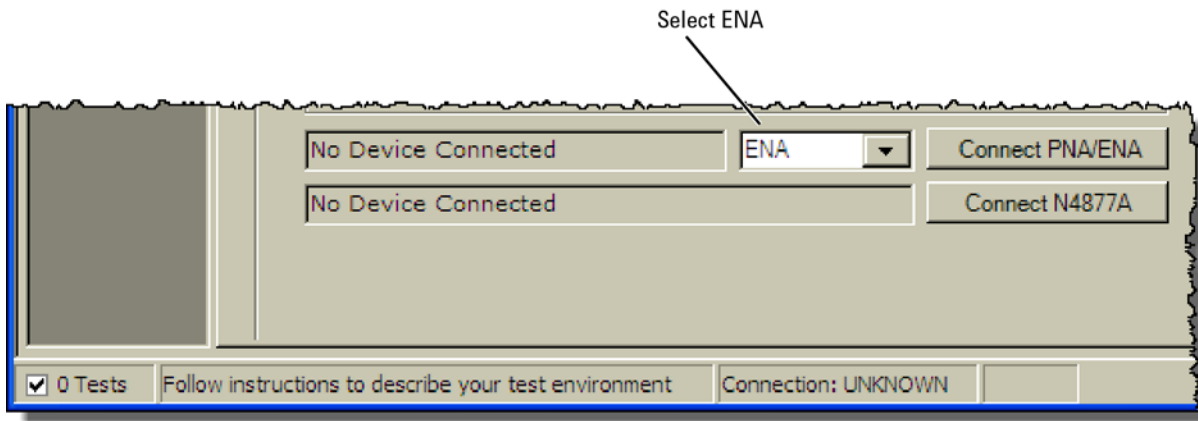 Select ENA
No Device Connected ENA Connect PNA/ENA
No Device Connected Connect N4877A
0 Tests Follow instructions to describe your test environment Connection: UNKNOWN